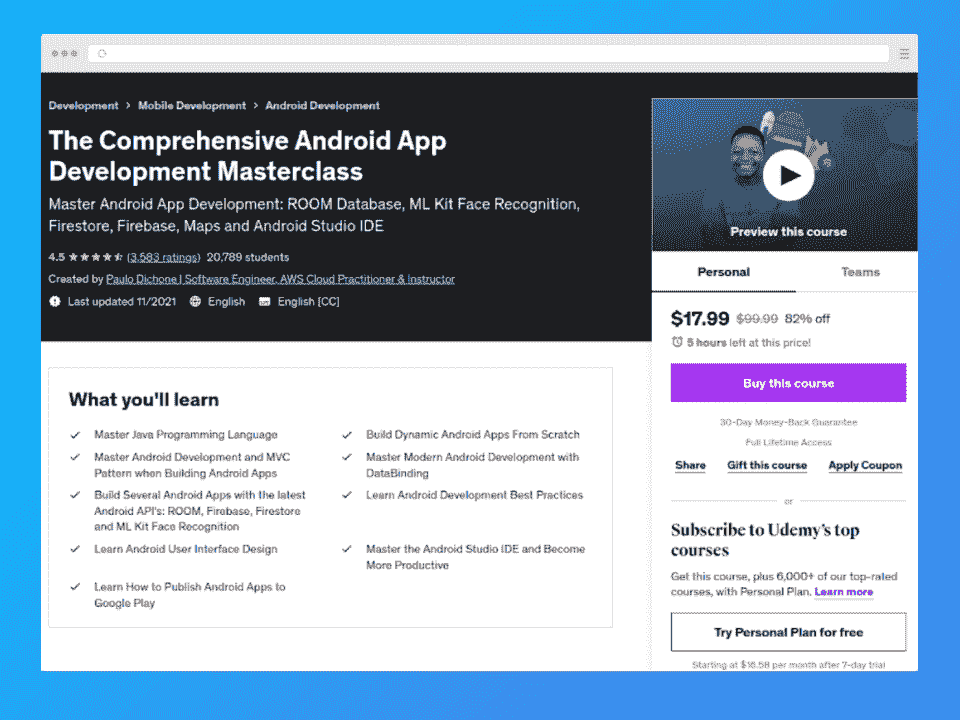 Development > Mobile Development > Android Development
The Comprehensive Android App
Development Masterclass
Master Android App Development: ROOM Database, ML Kit Face Recognition,
Firestore, Firebase, Maps and Android Studio IDE
4.5 (3,583 ratings) 20,789 students
Created by Paulo Dichone | Software Engineer, AWS Cloud Practitioner & Instructor
Last updated 11/2021 English English [CC]
What you'll learn
Master Java Programming Language
Master Android Development and MVC
Pattern when Building Android Apps
Build Several Android Apps with the latest
Android API's: ROOM, Firebase, Firestore
and ML Kit Face Recognition
Learn Android User Interface Design
Learn How to Publish Android Apps to
Google Play
Build Dynamic Android Apps From Scratch
Master Modern Android Development with
DataBinding
Learn Android Development Best Practices
Master the Android Studio IDE and Become
More Productive
Preview this course
Personal Teams
$17.99 $99.99 82% off
5 hours left at this price!
Buy this course
30-Day Money-Back Guarantee
Full Lifetime Access
Share Gift this course Apply Coupon
or
Subscribe to Udemy's top
courses
Get this course, plus 6,000+ of our top-rated
courses, with Personal Plan. Learn more
Try Personal Plan for free
Starting at $16.58 per month after 7-day trial